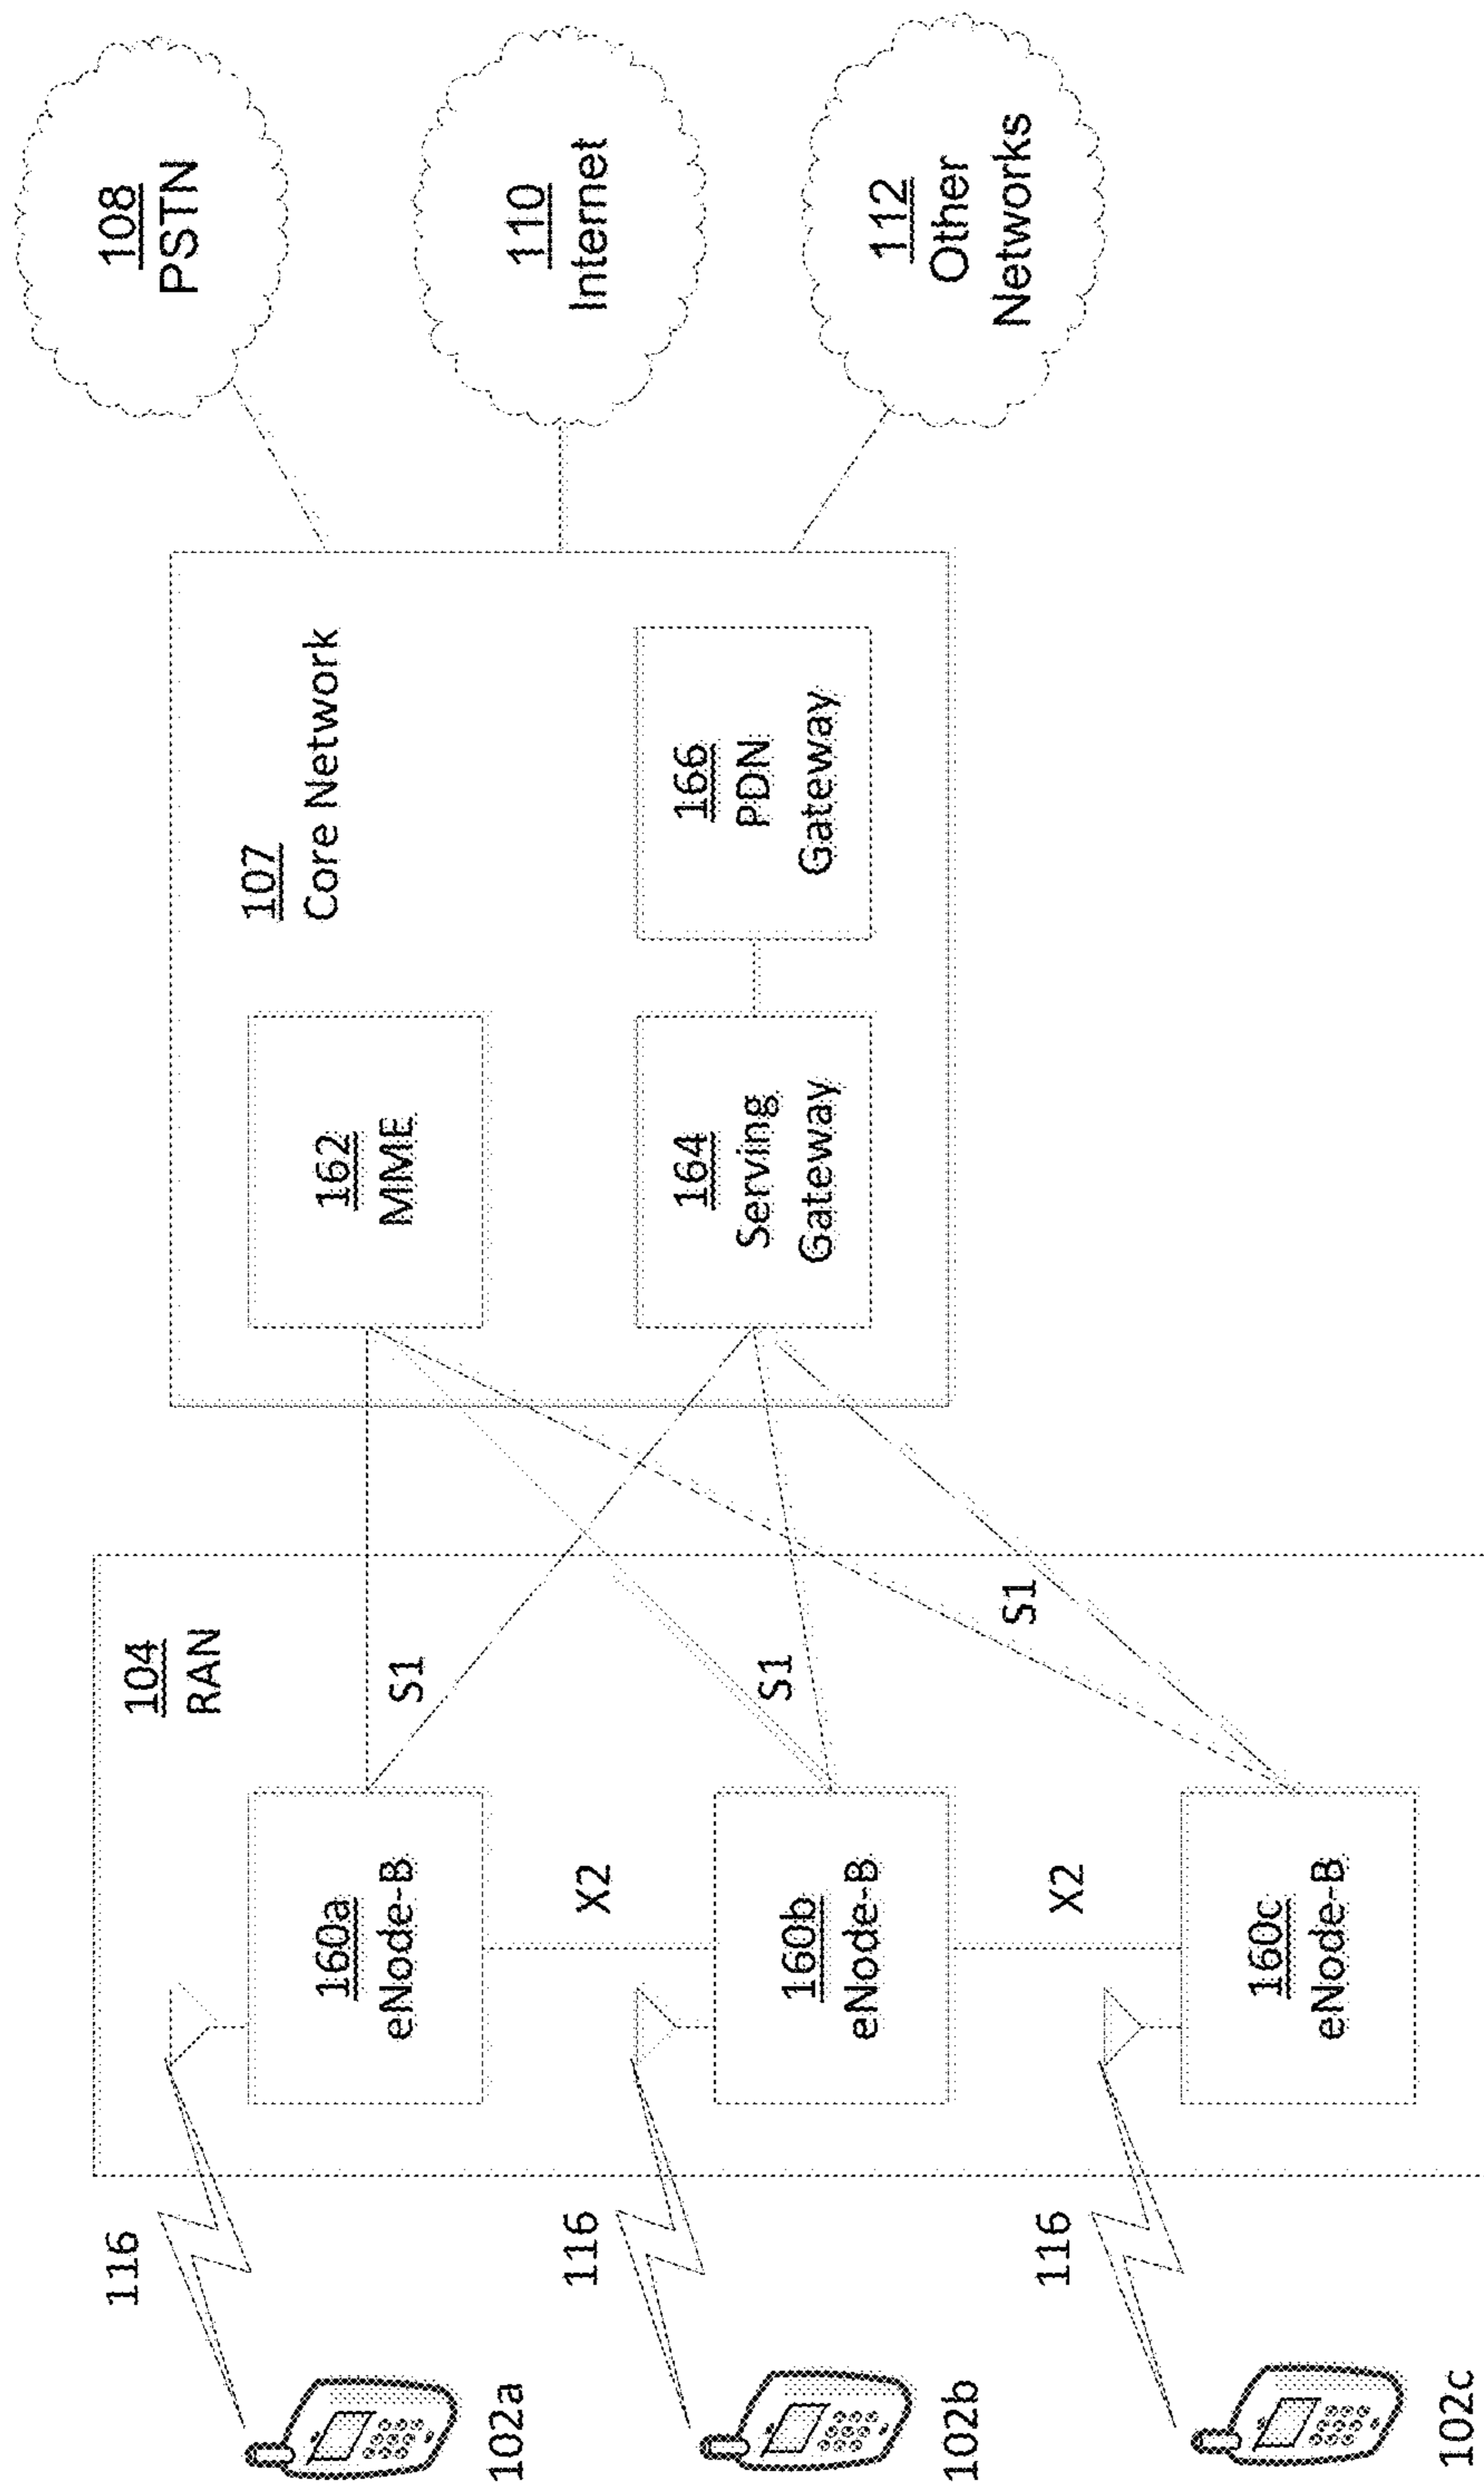 116
102a
116
102b
116
102c
104
RAN
160a
eNode-B
X2
160b
eNode-B
X2
160c
eNode-B
S1
S1
S1
107
Core Network
162
MME
164
Serving
Gateway
166
PDN
Gateway
108
PSTN
110
Internet
112
Other
Networks